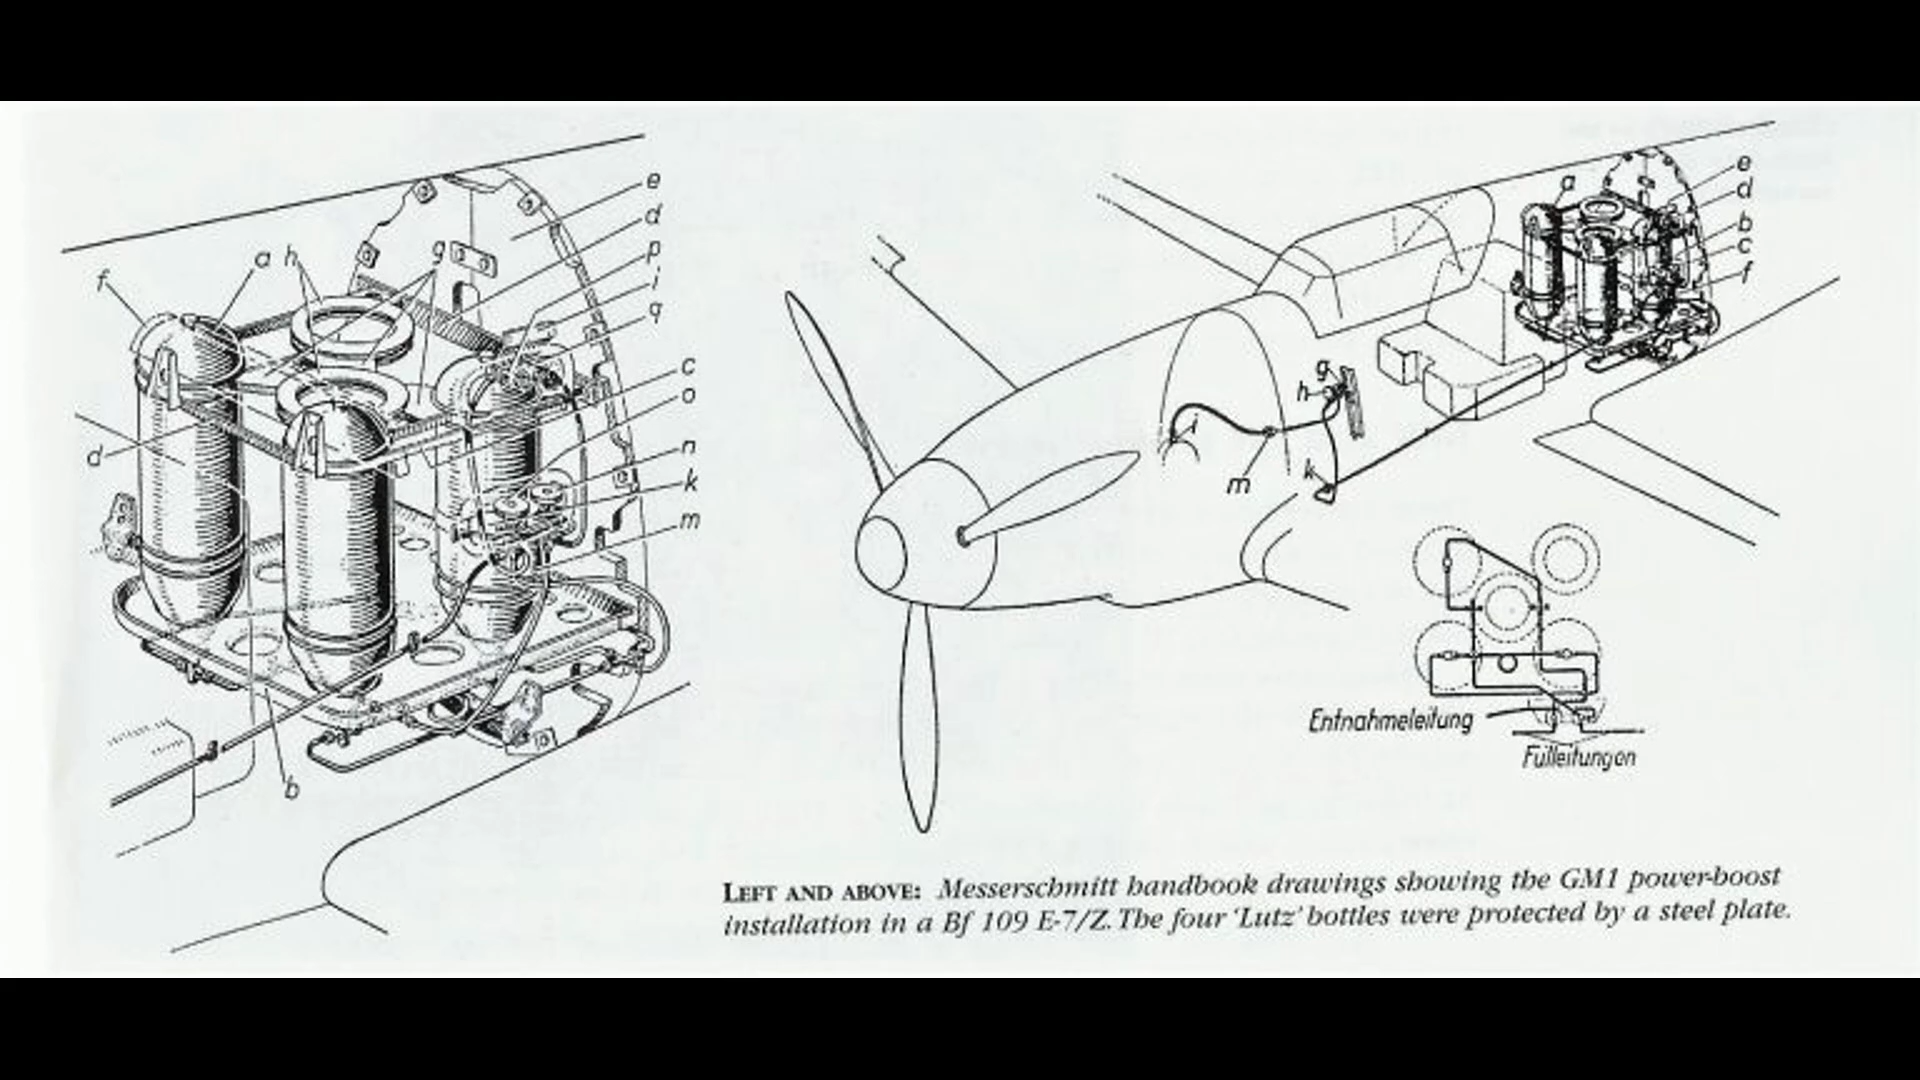 e
d
p
i
q
f
a
h
g
c
o
n
k
m
d
b
a
e
d
b
c
f
g
h
i
m
k
Entnahmeleitung
Fülleitungen
LEFT AND ABOVE: Messerschmitt handbook drawings showing the GM1 power-boost
installation in a Bf 109 E-7/Z. The four ‘Lutz’ bottles were protected by a steel plate.